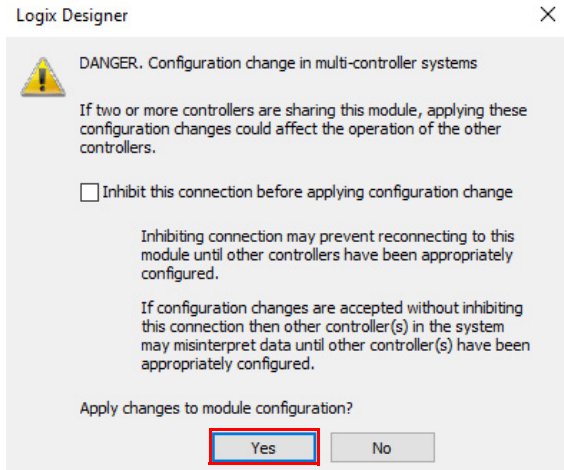 Logix Designer
DANGER. Configuration change in multi-controller systems
If two or more controllers are sharing this module, applying these
configuration changes could affect the operation of the other
controllers.
Inhibit this connection before applying configuration change
Inhibiting connection may prevent reconnecting to this
module until other controllers have been appropriately
configured.
If configuration changes are accepted without inhibiting
this connection then other controller(s) in the system
may misinterpret data until other controller(s) have been
appropriately configured.
Apply changes to module configuration?
Yes No